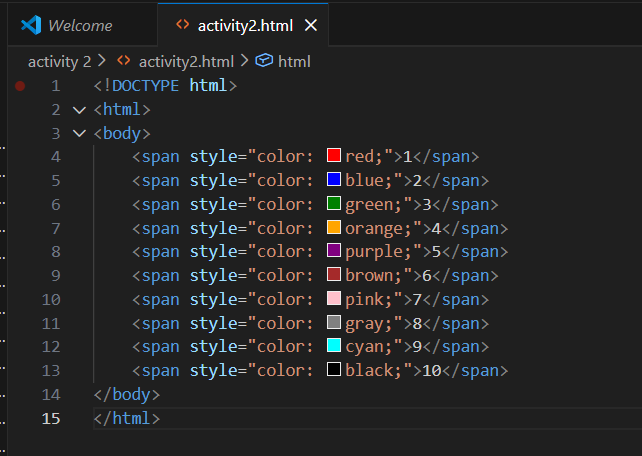 Welcome activity2.html
activity 2 > activity2.html > html
1 <!DOCTYPE html>
2 <html>
3 <body>
4 <span style="color: red;">1</span>
5 <span style="color: blue;">2</span>
6 <span style="color: green;">3</span>
7 <span style="color: orange;">4</span>
8 <span style="color: purple;">5</span>
9 <span style="color: brown;">6</span>
10 <span style="color: pink;">7</span>
11 <span style="color: gray;">8</span>
12 <span style="color: cyan;">9</span>
13 <span style="color: black;">10</span>
14 </body>
15 </html>